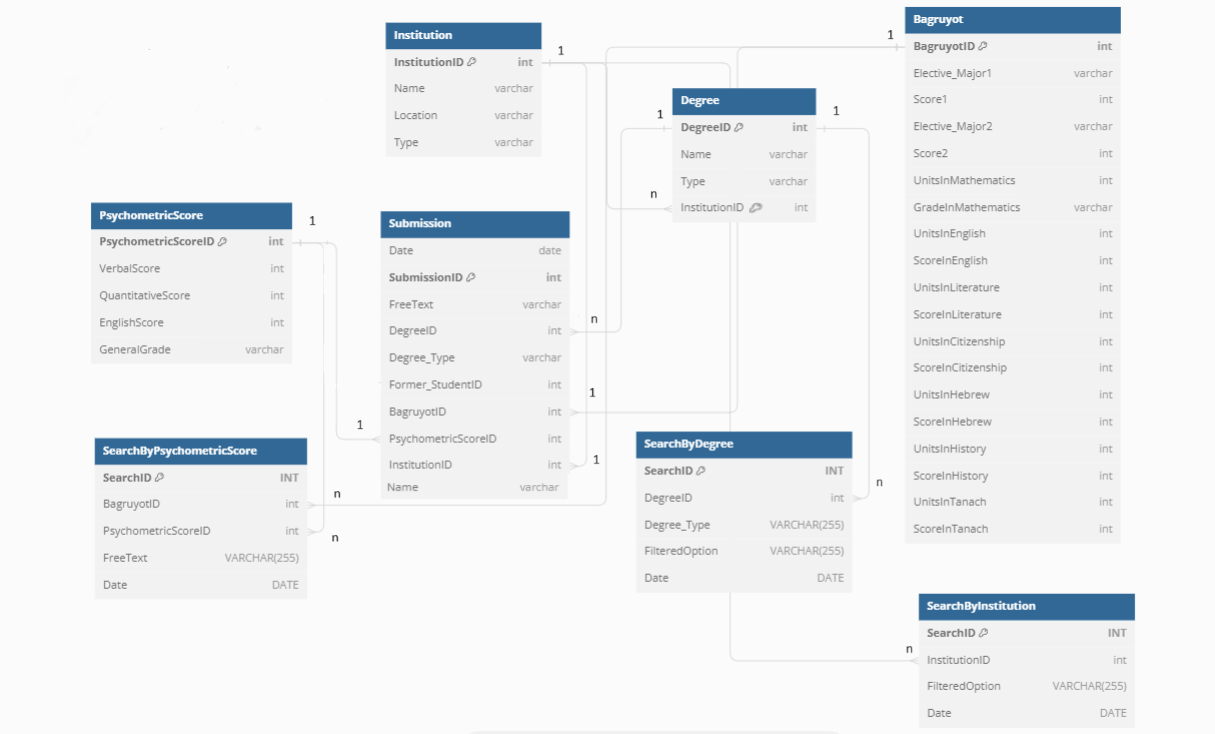 Institution
InstitutionID int
Name varchar
Location varchar
Type varchar
1
Degree
DegreeID int
Name varchar
Type varchar
InstitutionID int
1
1
n
Bagruyot
BagruyotID int
Elective_Major1 varchar
Score1 int
Elective_Major2 varchar
Score2 int
UnitsInMathematics int
GradeInMathematics varchar
UnitsInEnglish int
ScoreInEnglish int
UnitsInLiterature int
ScoreInLiterature int
UnitsInCitizenship int
ScoreInCitizenship int
UnitsInHebrew int
ScoreInHebrew int
UnitsInHistory int
ScoreInHistory int
UnitsInTanach int
ScoreInTanach int
1
PsychometricScore
PsychometricScoreID int
VerbalScore int
QuantitativeScore int
EnglishScore int
GeneralGrade varchar
1
Submission
Date date
SubmissionID int
FreeText varchar
DegreeID int
Degree_Type varchar
Former_StudentID int
BagruyotID int
PsychometricScoreID int
InstitutionID int
Name varchar
n
1
1
1
SearchByPsychometricScore
SearchID INT
BagruyotID int
PsychometricScoreID int
FreeText VARCHAR(255)
Date DATE
n
n
SearchByDegree
SearchID INT
DegreeID int
Degree_Type VARCHAR(255)
FilteredOption VARCHAR(255)
Date DATE
n
SearchByInstitution
SearchID INT
InstitutionID int
FilteredOption VARCHAR(255)
Date DATE
n